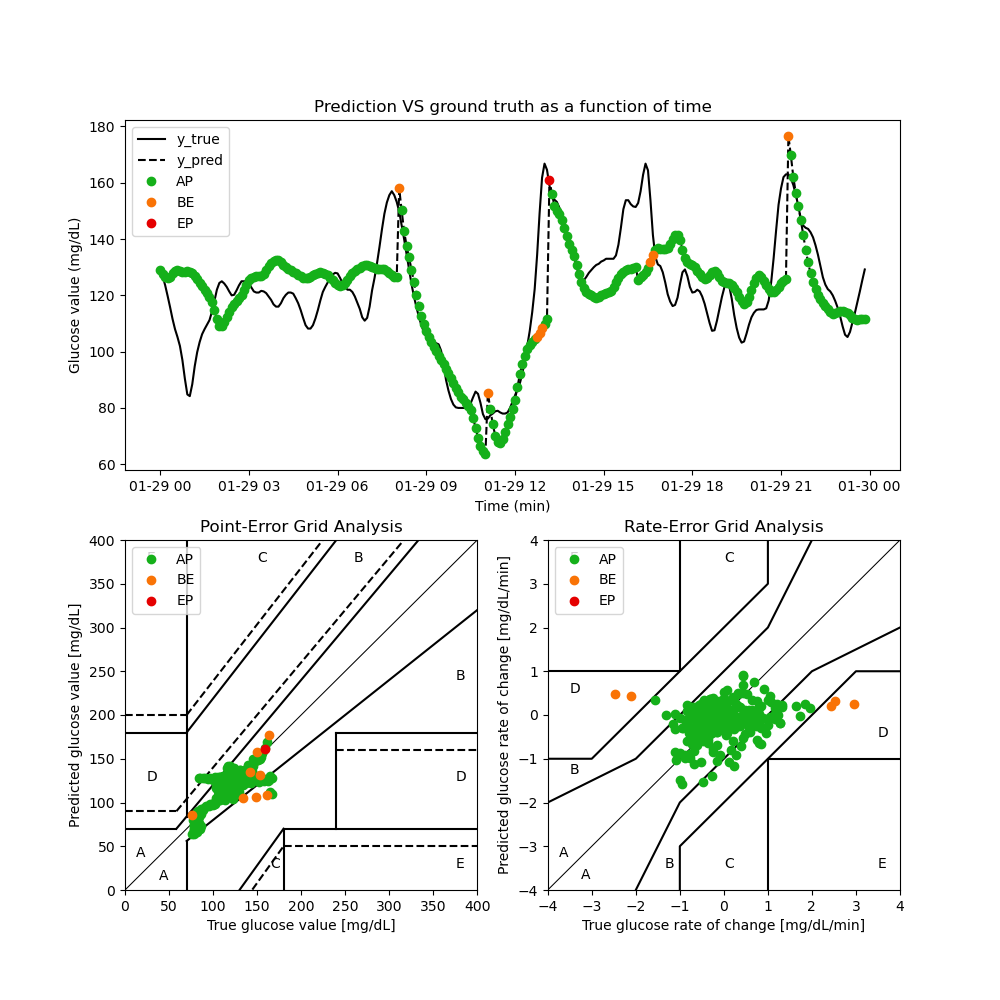 Prediction VS ground truth as a function of time
Glucose value (mg/dL)
180
160
140
120
100
80
60
y_true
y_pred
AP
BE
EP
01-29 00 01-29 03 01-29 06 01-29 09 01-29 12 01-29 15 01-29 18 01-29 21 01-30 00
Time (min)
Point-Error Grid Analysis
Predicted glucose value [mg/dL]
400
350
300
250
200
150
100
50
0
AP
BE
EP
C
B
B
D
D
A
A
C
E
0 50 100 150 200 250 300 350 400
True glucose value [mg/dL]
Rate-Error Grid Analysis
Predicted glucose rate of change [mg/dL/min]
4
3
2
1
0
−1
−2
−3
−4
AP
BE
EP
C
D
D
B
A
A
B
C
E
−4 −3 −2 −1 0 1 2 3 4
True glucose rate of change [mg/dL/min]